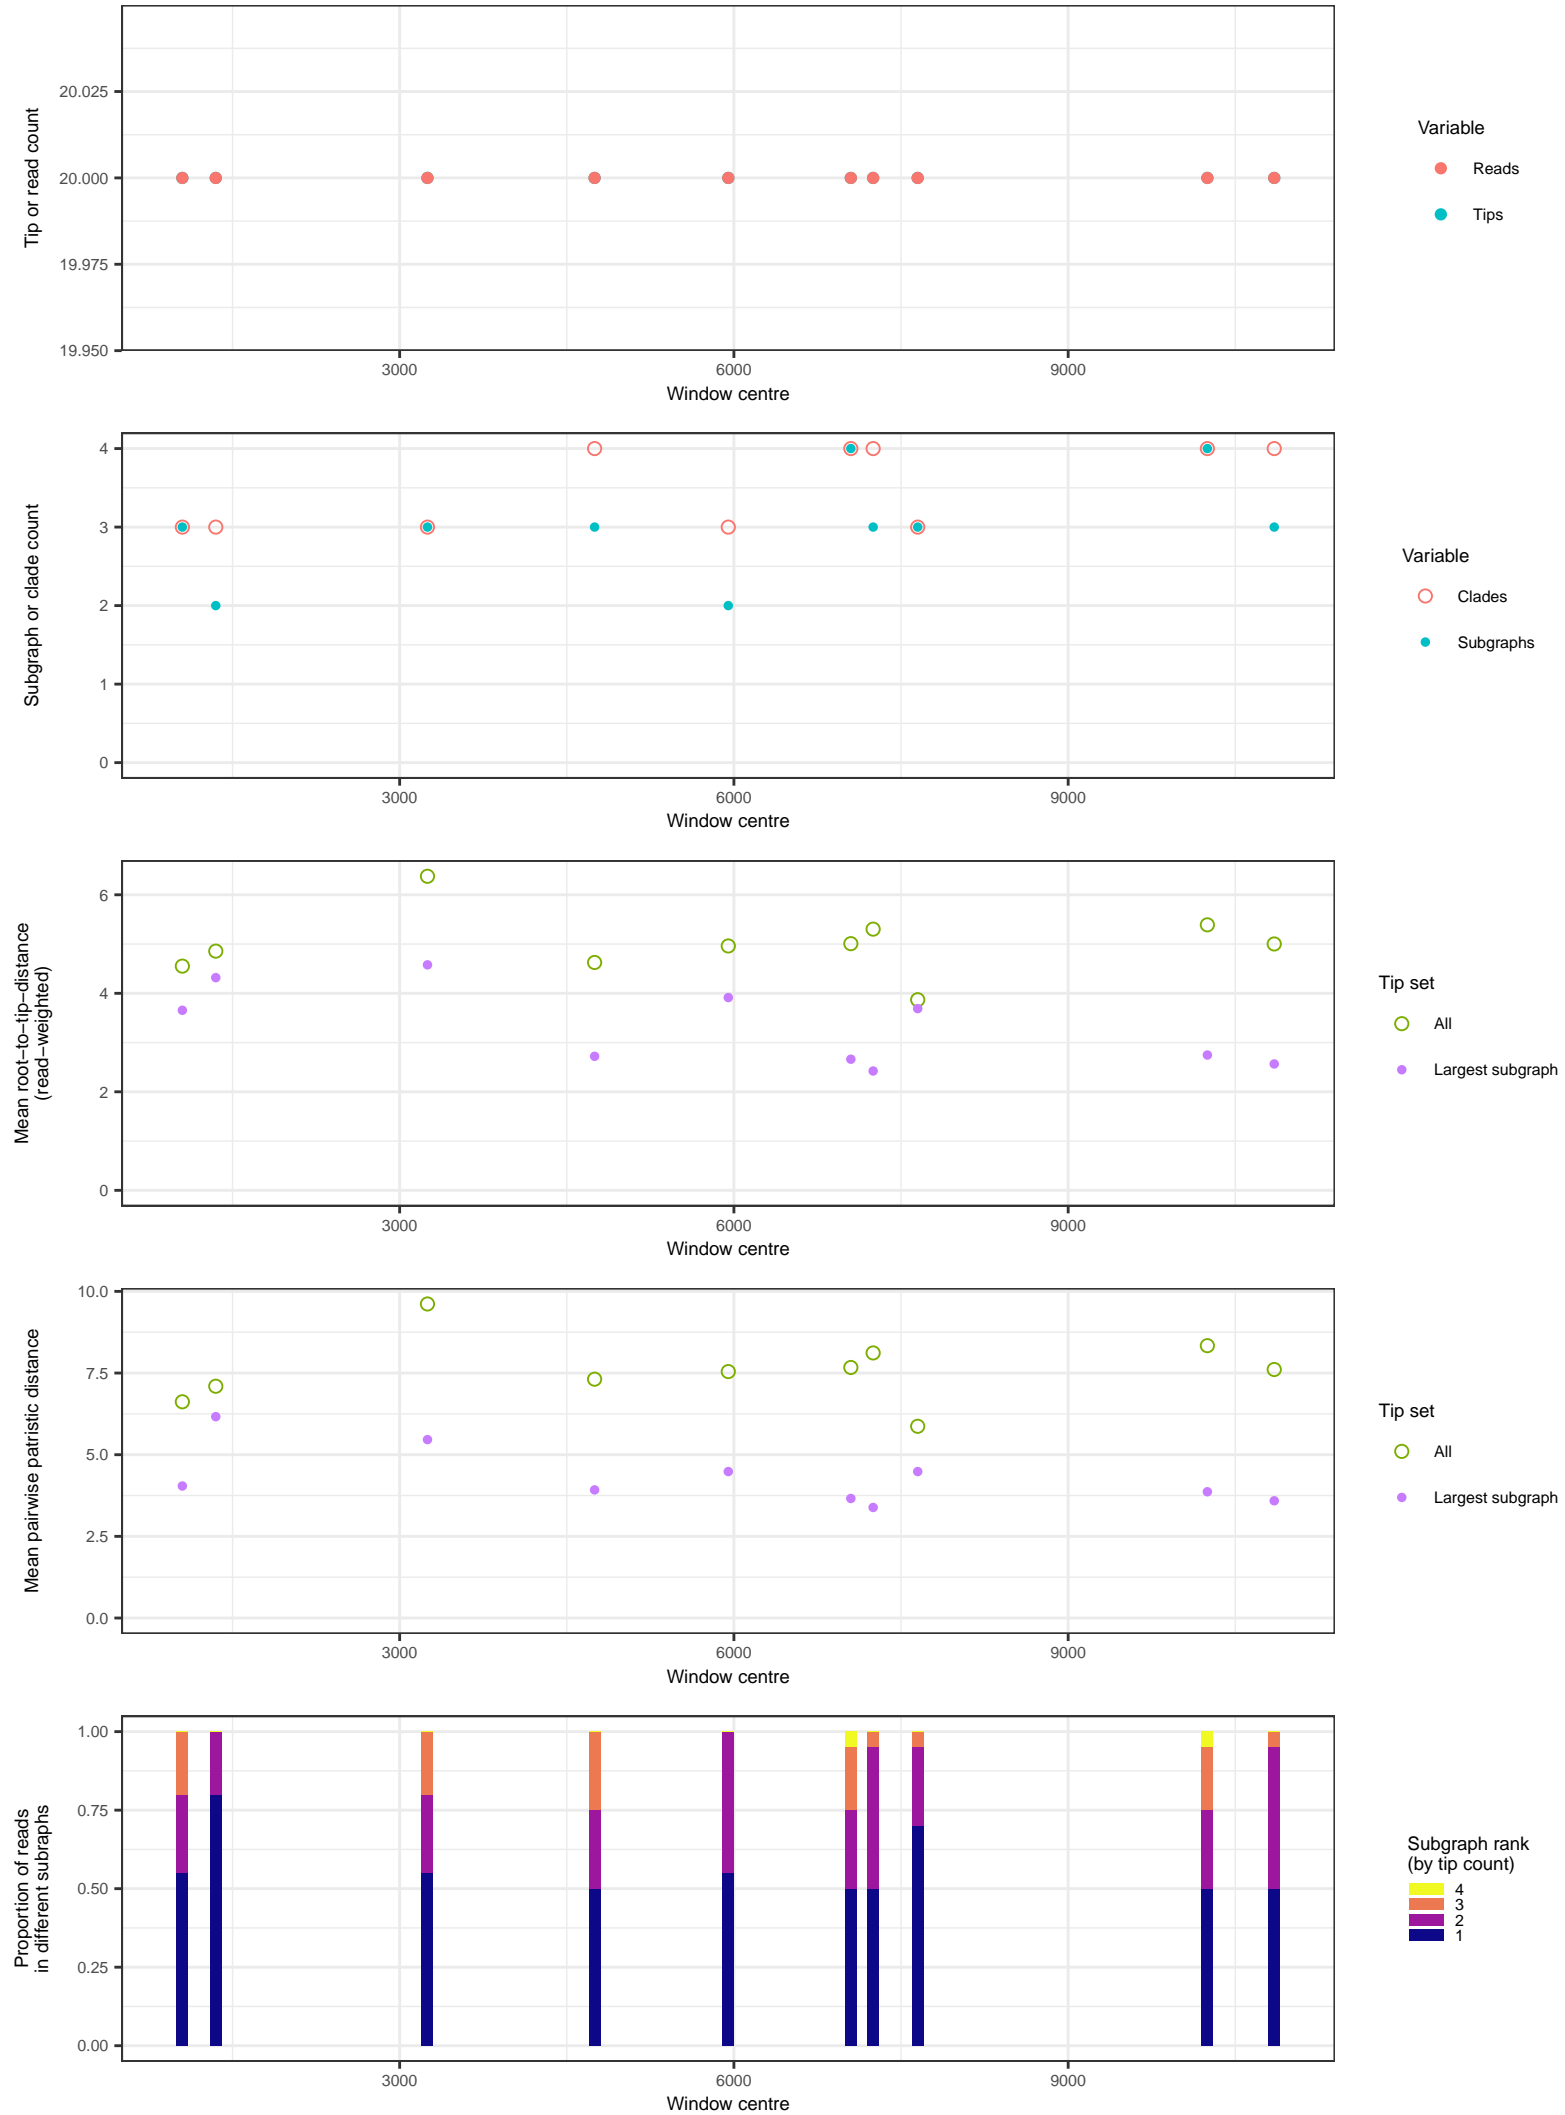 Tip or read count
20.025
20.000
19.975
19.950
3000
6000
9000
Window centre
Variable
Reads
Tips
Subgraph or clade count
4
3
2
1
0
3000
6000
9000
Window centre
Variable
Clades
Subgraphs
Mean root−to−tip−distance
(read−weighted)
6
4
2
0
3000
6000
9000
Window centre
Tip set
All
Largest subgraph
Mean pairwise patristic distance
10.0
7.5
5.0
2.5
0.0
3000
6000
9000
Window centre
Tip set
All
Largest subgraph
Proportion of reads
in different subraphs
1.00
0.75
0.50
0.25
0.00
3000
6000
9000
Window centre
Subgraph rank
(by tip count)
4
3
2
1